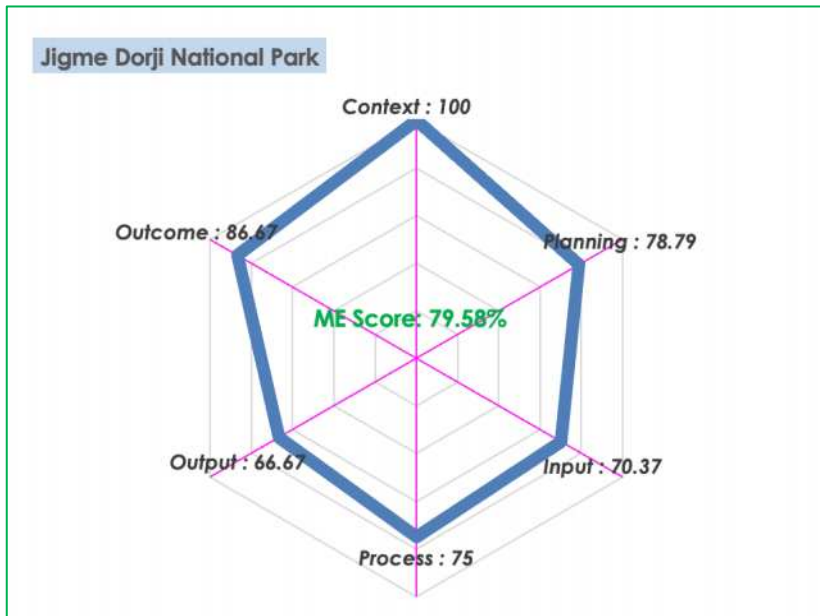 Jigme Dorji National Park
Context : 100
Outcome : 86.67
Planning : 78.79
ME Score: 79.58%
Output : 66.67
Input : 70.37
Process : 75